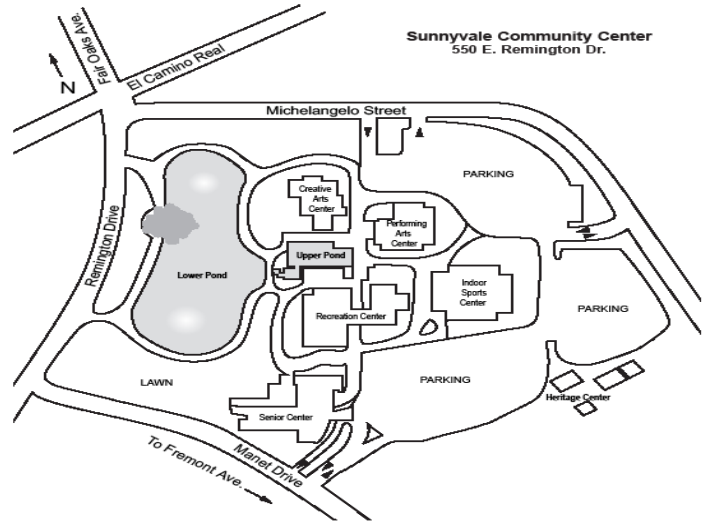 Sunnyvale Community Center
550 E. Remington Dr.
Fair Oaks Ave.
El Camino Real
N
Michelangelo Street
PARKING
Creative
Arts
Center
Performing
Arts
Center
Remington Drive
Upper Pond
Lower Pond
Indoor
Sports
Center
PARKING
Recreation Center
LAWN
PARKING
Heritage Center
Senior Center
Manet Drive
To Fremont Ave.